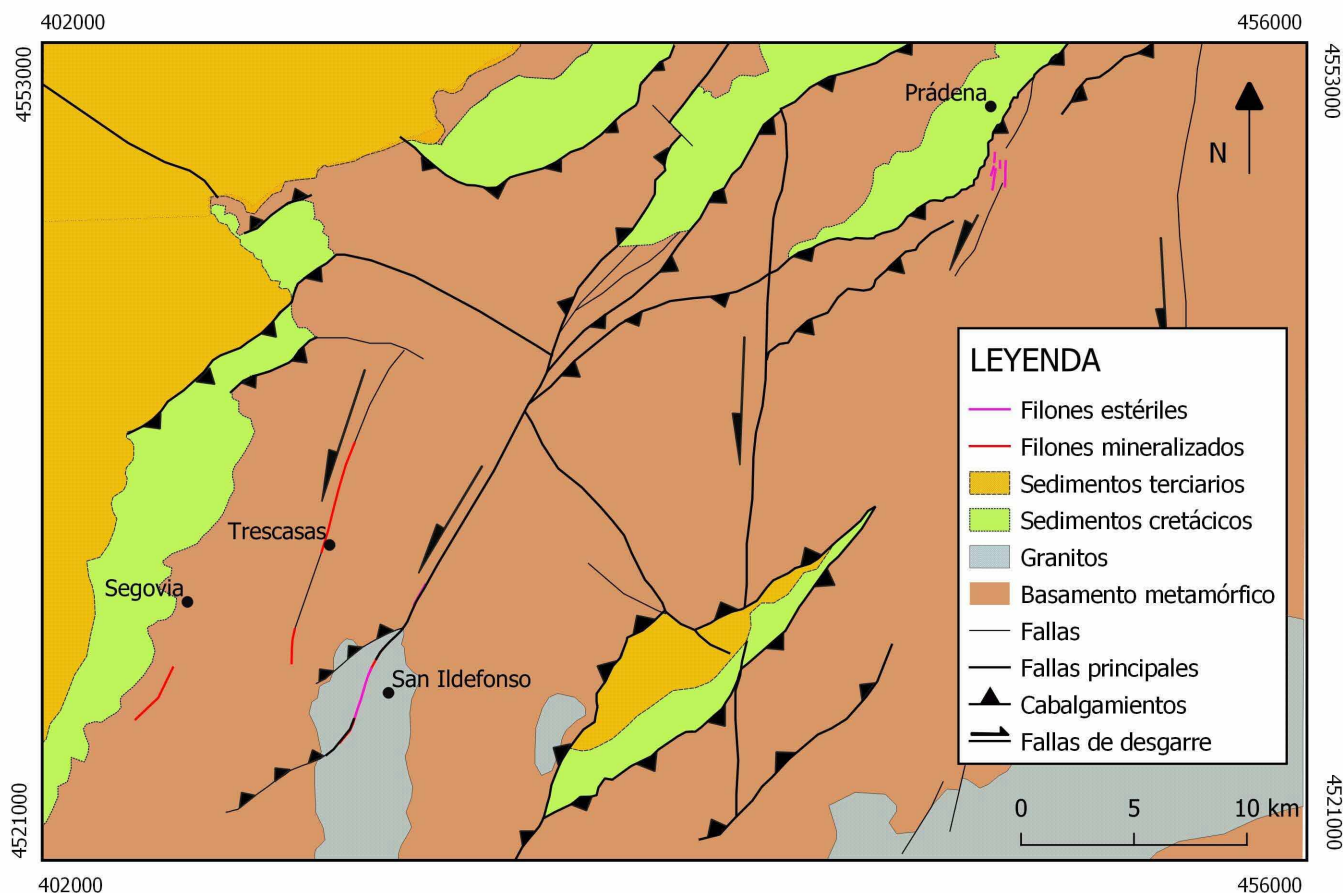 402000
456000
4553000
4553000
Prádena
N
LEYENDA
Filones estériles
Filones mineralizados
Sedimentos terciarios
Sedimentos cretácicos
Granitos
Basamento metamórfico
Fallas
Fallas principales
Cabalgamientos
Fallas de desgarre
Trescasas
Segovia
San Ildefonso
0 5 10 km
4521000
4521000
402000
456000